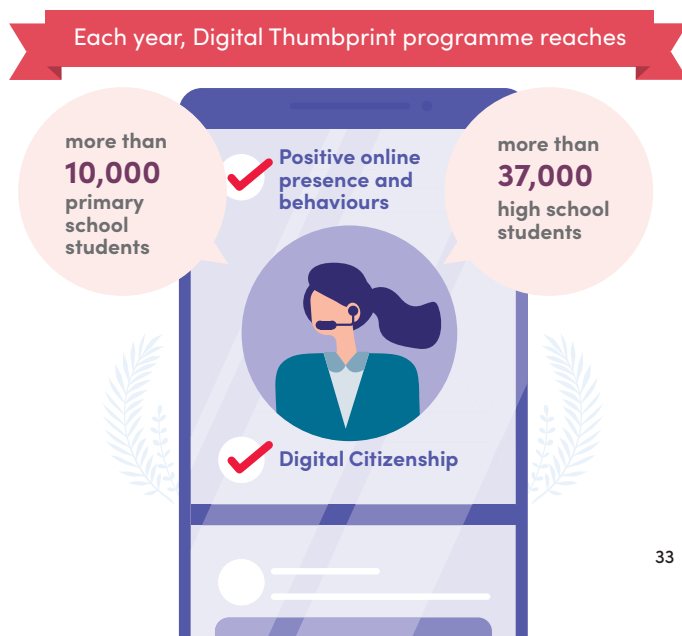 Each year, Digital Thumbprint programme reaches
more than
10,000
primary
school
students
Positive online
presence and
behaviours
more than
37,000
high school
students
Digital Citizenship
33